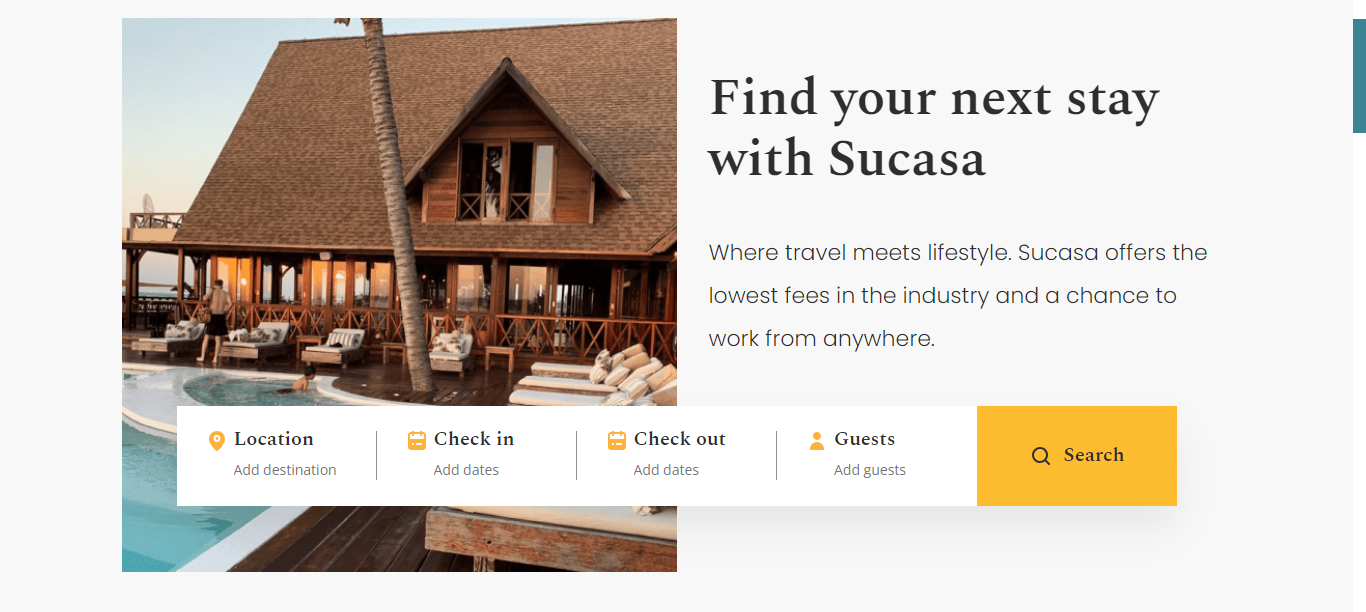 Find your next stay
with Sucasa
Where travel meets lifestyle. Sucasa offers the
lowest fees in the industry and a chance to
work from anywhere.
Location
Add destination
Check in
Add dates
Check out
Add dates
Guests
Add guests
Search